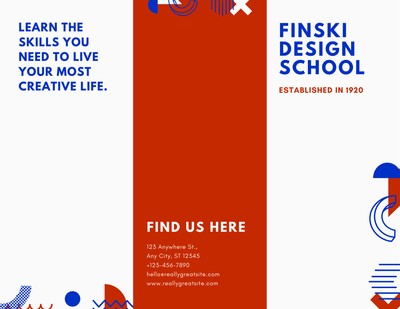 LEARN THE
SKILLS YOU
NEED TO LIVE
YOUR MOST
CREATIVE LIFE.
FIND US HERE
123 Anywhere St.,
Any City, ST 12345
+123-456-7890
hello@reallygreatsite.com
www.reallygreatsite.com
FINSKI
DESIGN
SCHOOL
ESTABLISHED IN 1920